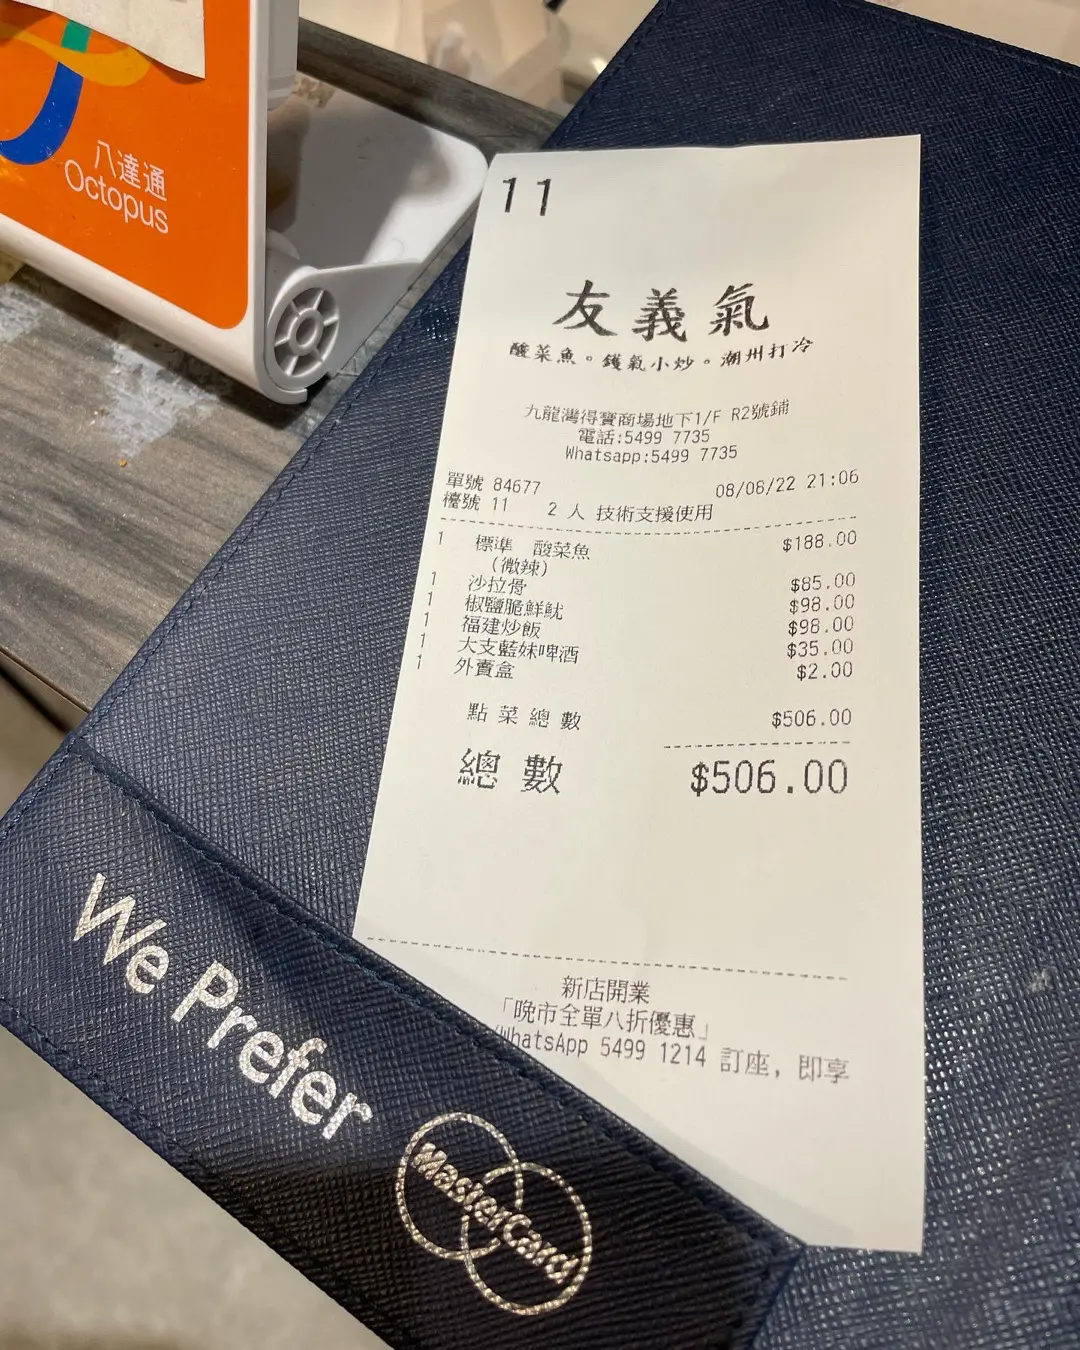 八達通
Octopus
11
友義氣
酸菜魚。鑊氣小炒。潮州打冷
九龍灣得寶商場地下1/F R2號鋪
電話:5499 7735
Whatsapp:5499 7735
單號 84677 08/08/22 21:06
檯號 11 2 人 技術支援使用
1 標準 酸菜魚 $188.00
(微辣)
1 沙拉骨 $85.00
1 椒鹽脆鮮魷 $98.00
1 福建炒飯 $98.00
1 大支藍妹啤酒 $35.00
1 外賣盒 $2.00
點菜總數 $506.00
總數 $506.00
新店開業
「晚市全單八折優惠」
WhatsApp 5499 1214 訂座, 即享
We Prefer
MasterCard